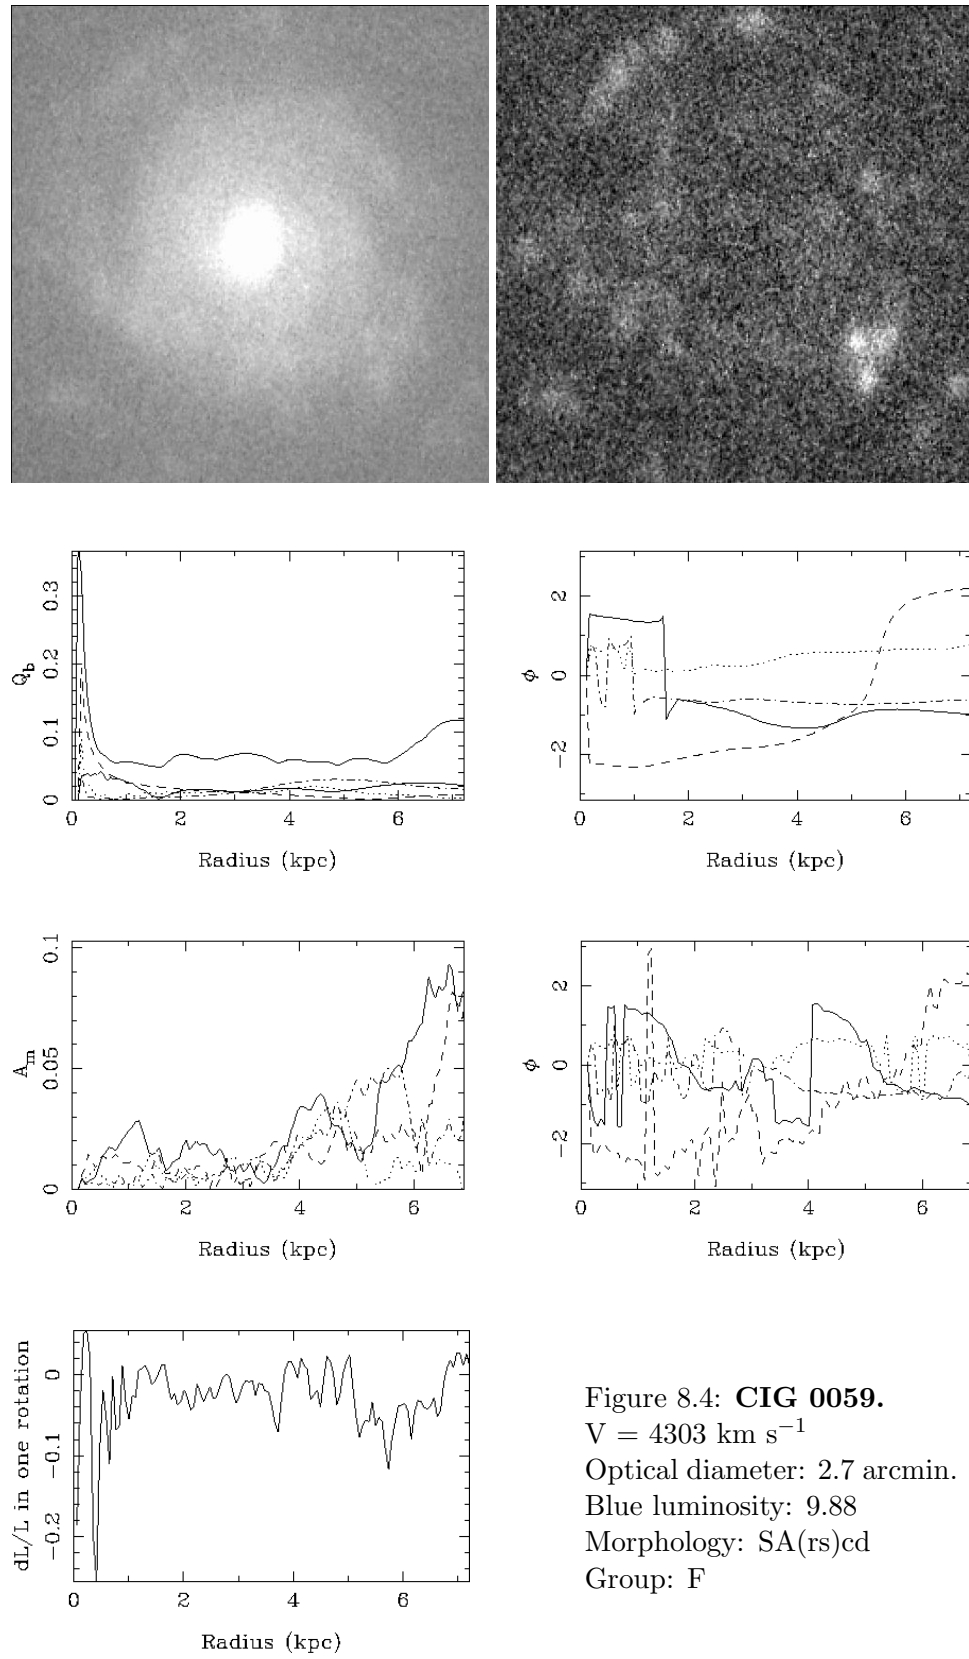 0.3
0.2
0.1
0
Q_b
0 2 4 6
Radius (kpc)
2
0
-2
ϕ
0 2 4 6
Radius (kpc)
0.1
0.05
0
A_m
0 2 4 6
Radius (kpc)
2
0
-2
ϕ
0 2 4 6
Radius (kpc)
0
-0.1
-0.2
dL/L in one rotation
0 2 4 6
Radius (kpc)
Figure 8.4: CIG 0059.
V = 4303 km s⁻¹
Optical diameter: 2.7 arcmin.
Blue luminosity: 9.88
Morphology: SA(rs)cd
Group: F